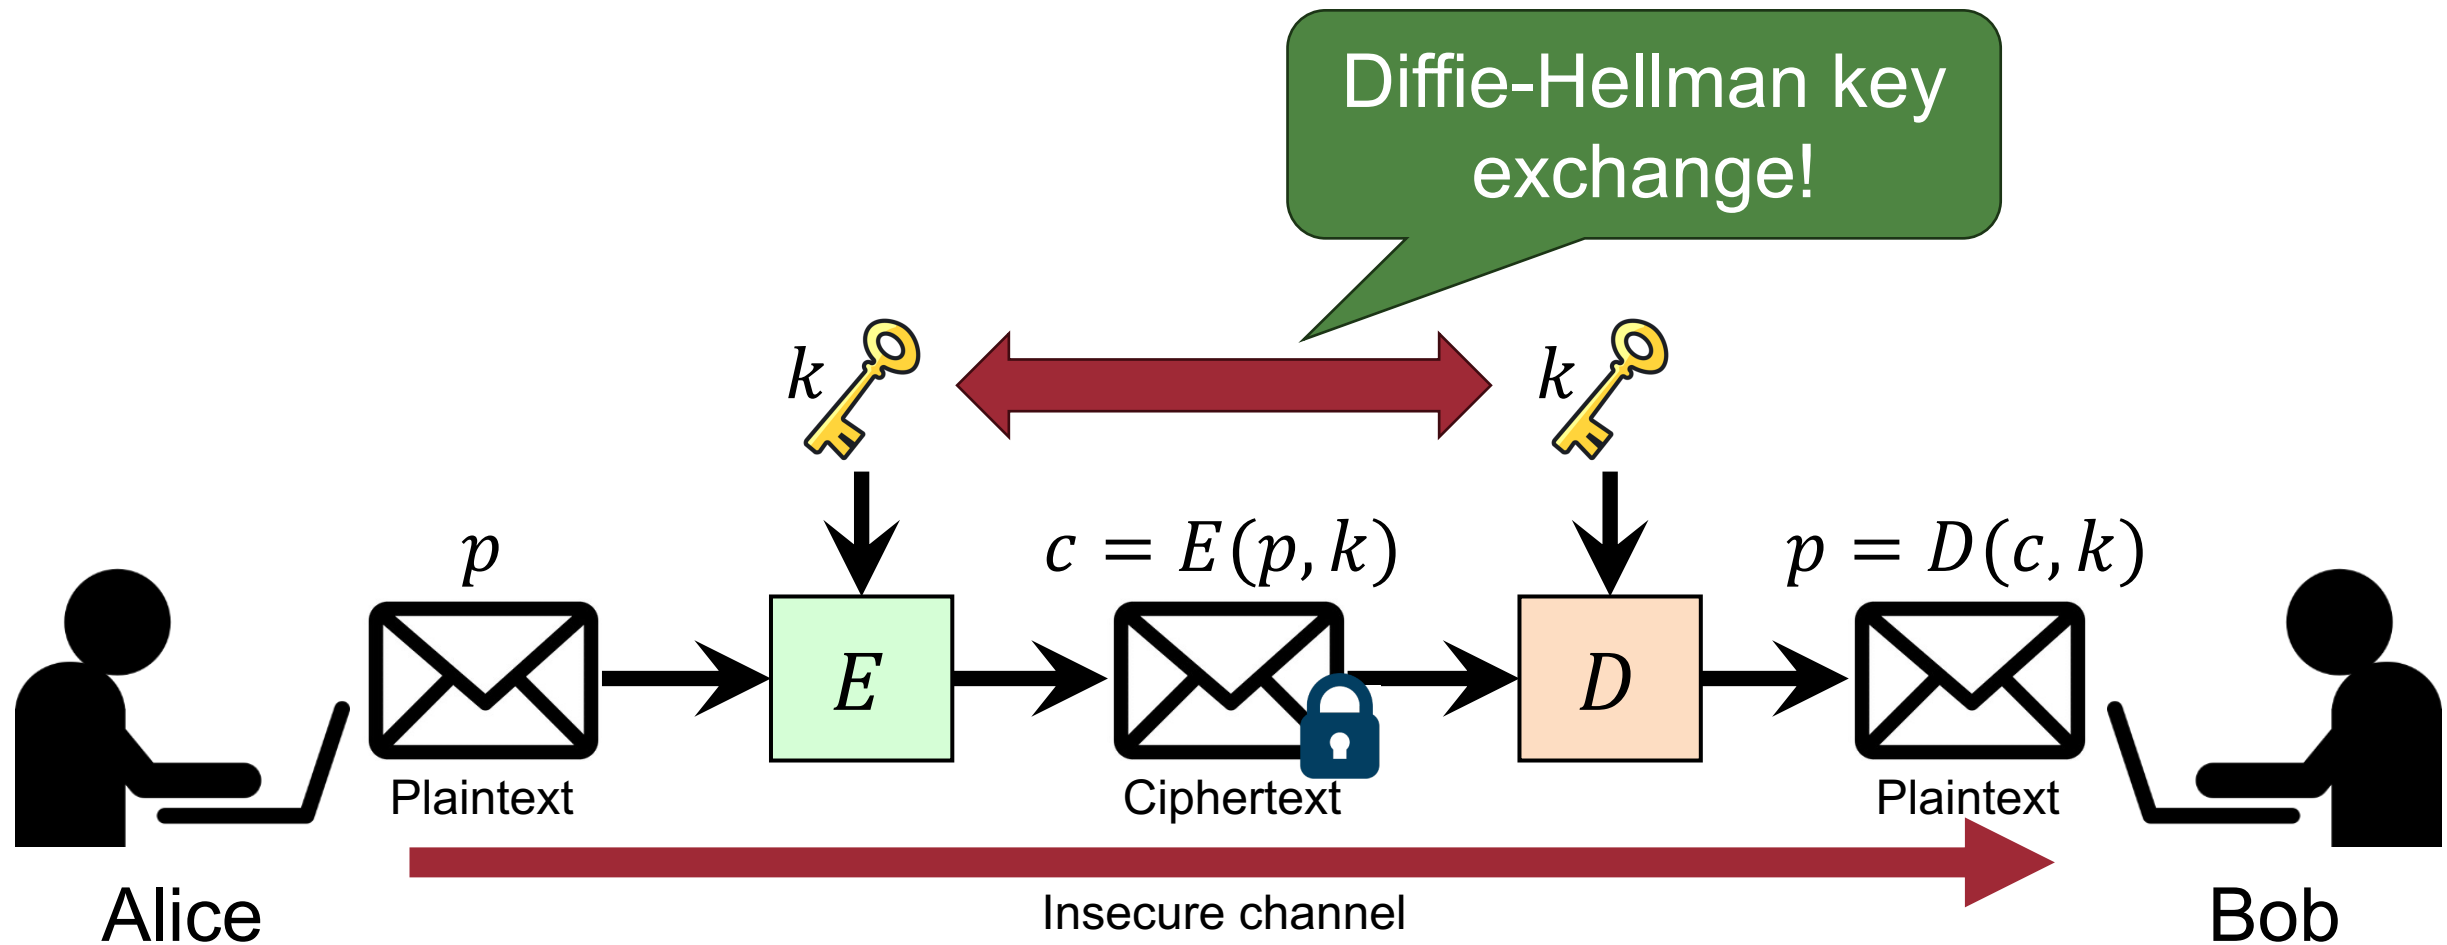 Diffie-Hellman key
exchange!
k
k
p
c = E(p, k)
p = D(c, k)
E
D
Plaintext
Ciphertext
Plaintext
Insecure channel
Alice
Bob